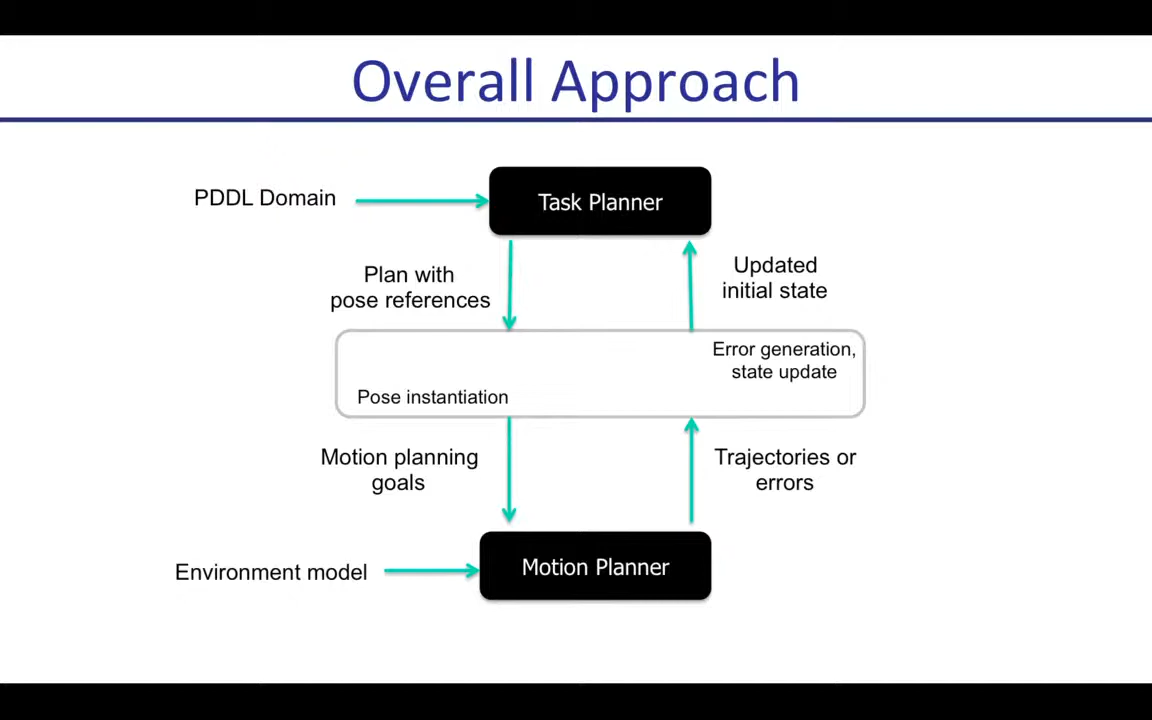 Overall Approach
PDDL Domain
Task Planner
Plan with
pose references
Updated
initial state
Error generation,
state update
Pose instantiation
Motion planning
goals
Trajectories or
errors
Environment model
Motion Planner